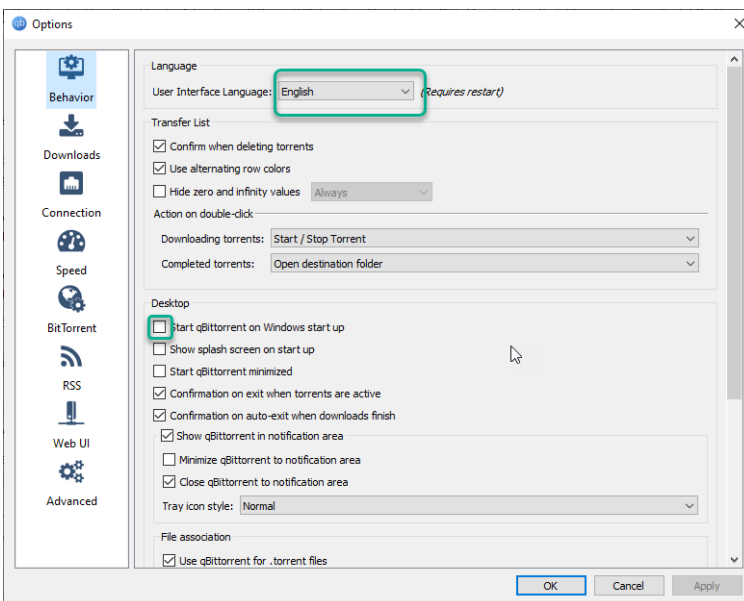 Options
Behavior
Downloads
Connection
Speed
BitTorrent
RSS
Web UI
Advanced
Language
User Interface Language: English (Requires restart)
Transfer List
Confirm when deleting torrents
Use alternating row colors
Hide zero and infinity values Always
Action on double-click
Downloading torrents: Start / Stop Torrent
Completed torrents: Open destination folder
Desktop
Start qBittorrent on Windows start up
Show splash screen on start up
Start qBittorrent minimized
Confirmation on exit when torrents are active
Confirmation on auto-exit when downloads finish
Show qBittorrent in notification area
Minimize qBittorrent to notification area
Close qBittorrent to notification area
Tray icon style: Normal
File association
Use qBittorrent for .torrent files
OK Cancel Apply